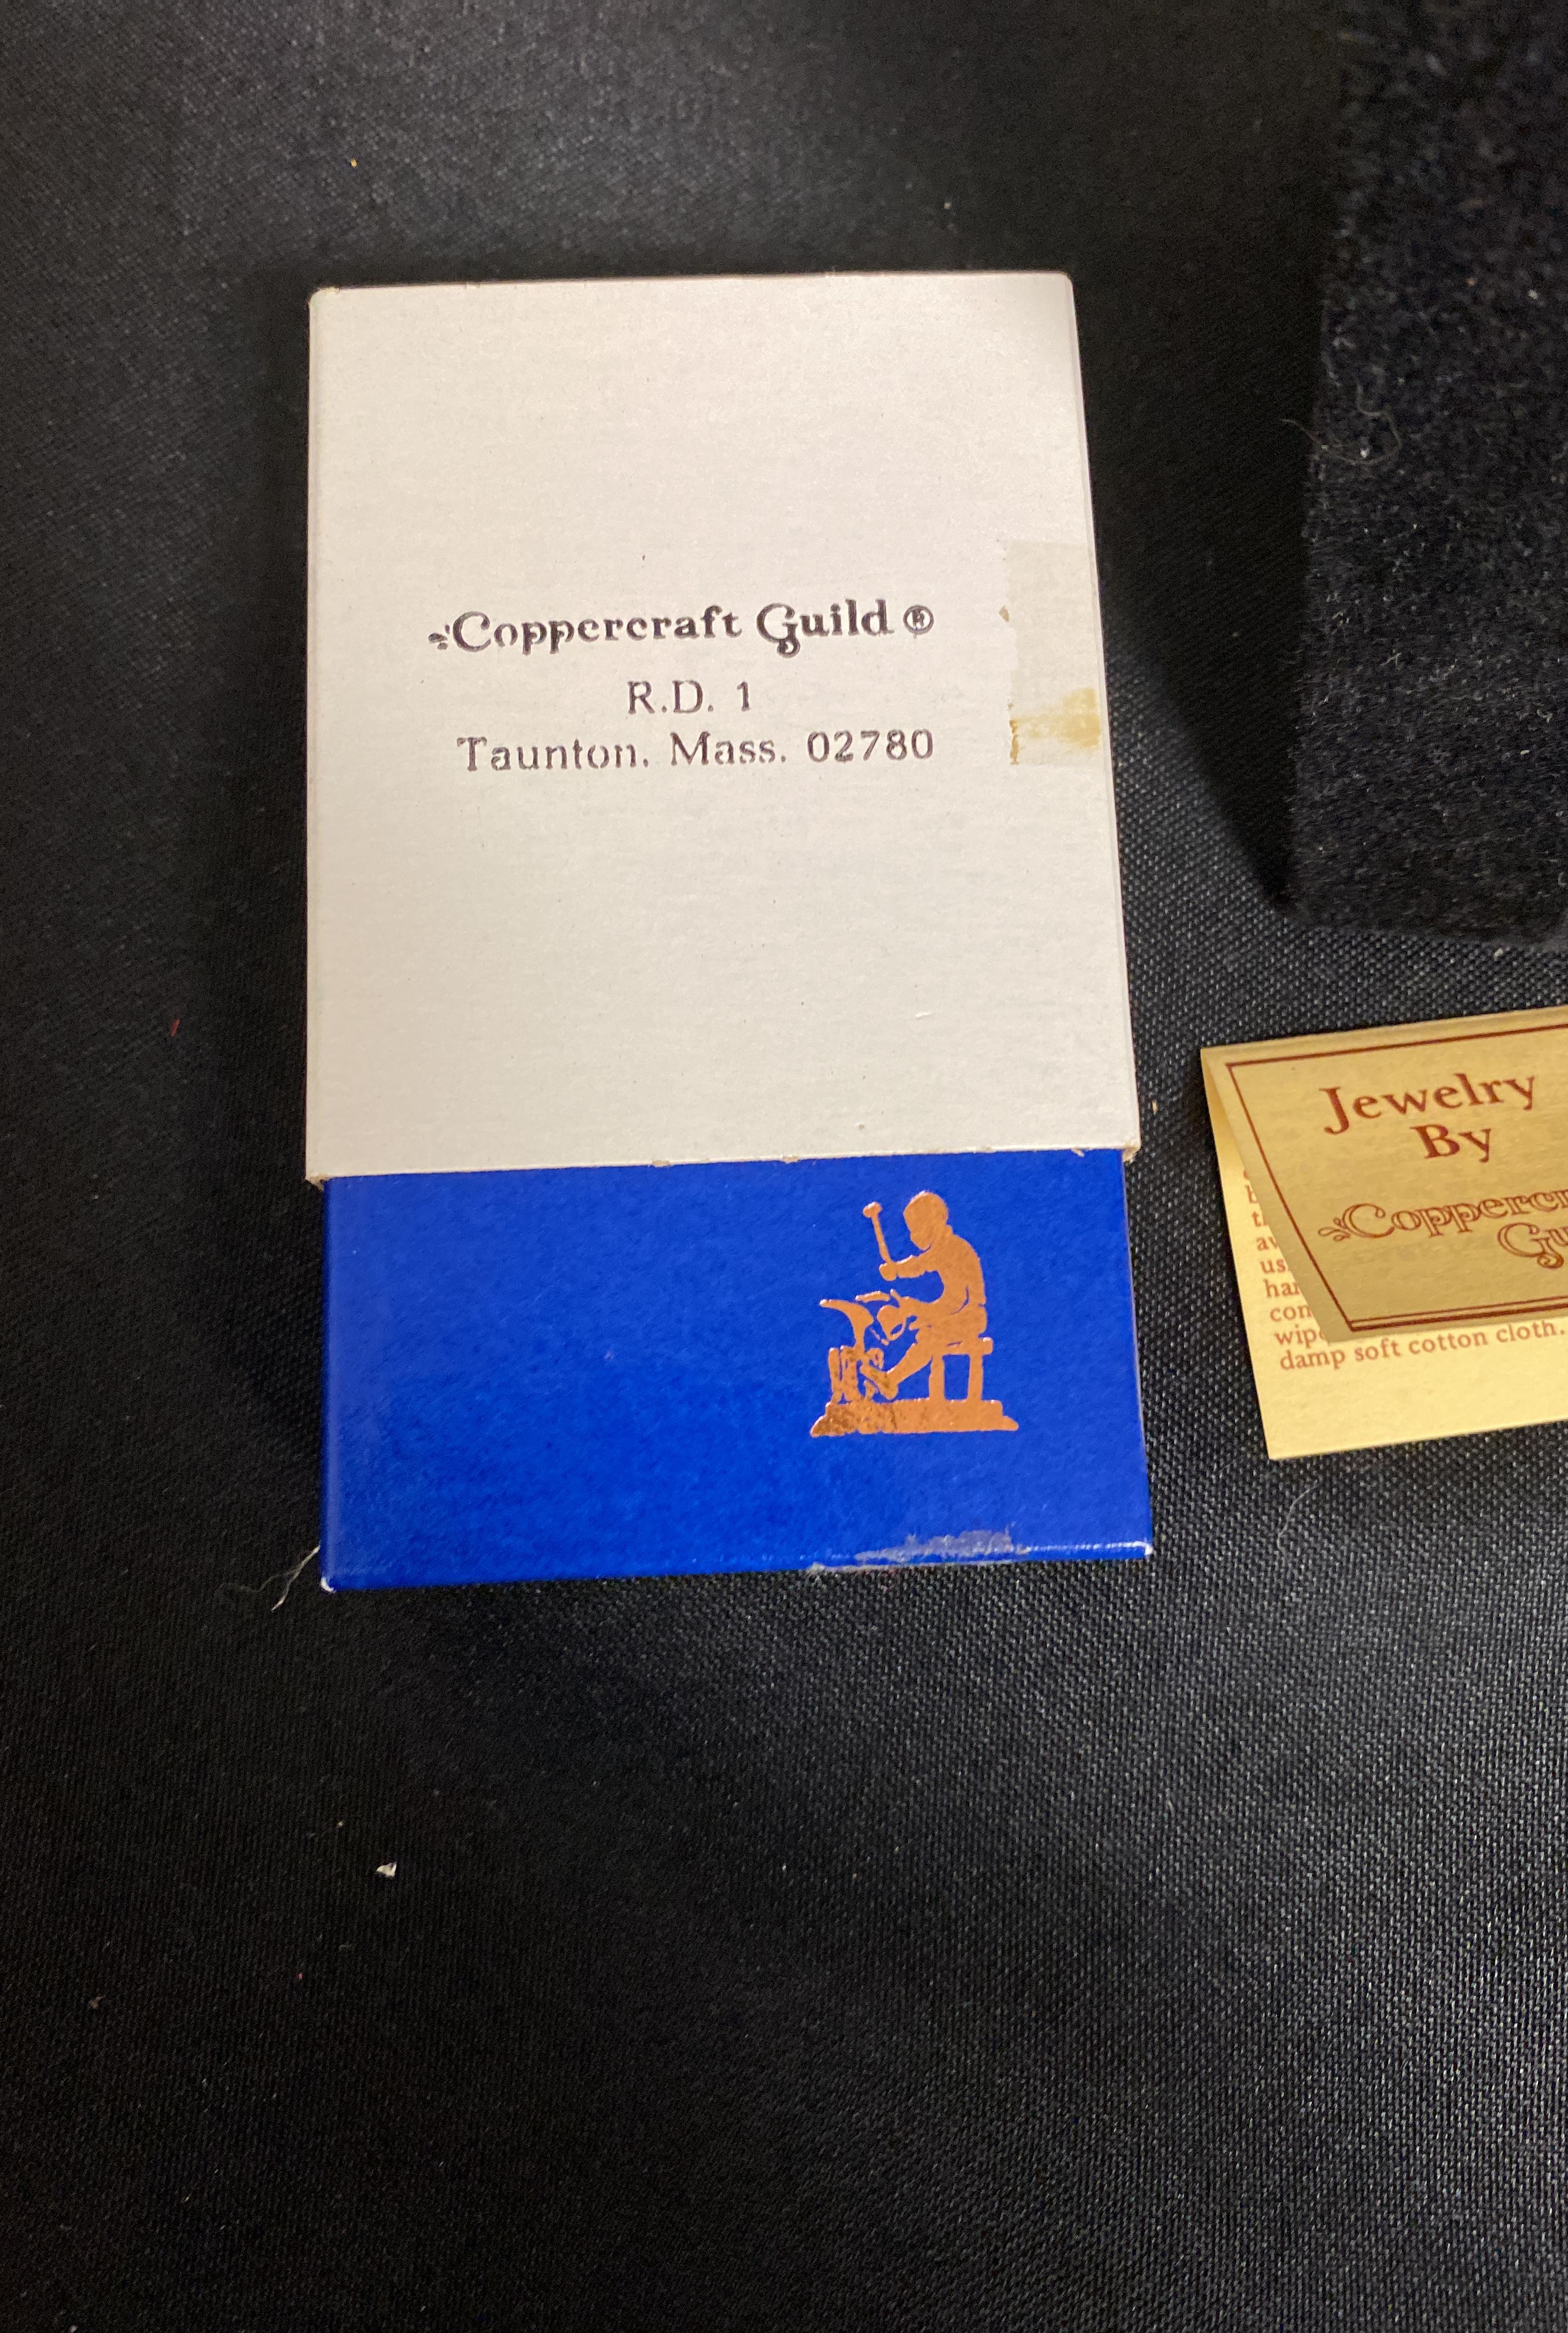 Coppercraft Guild ®
R.D. 1
Taunton, Mass. 02780
Jewelry
By
damp soft cotton cloth.